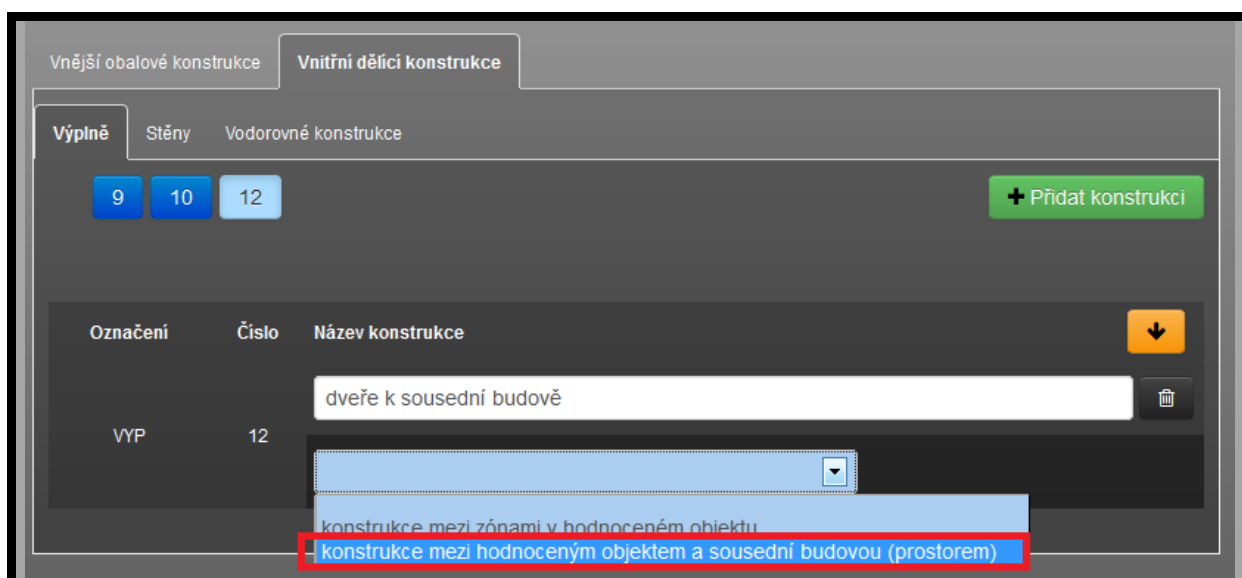 Vnější obalové konstrukce Vnitřní dělící konstrukce
Výplně Stěny Vodorovné konstrukce
9 10 12 Přidat konstrukci
Označení Číslo Název konstrukce
dveře k sousední budově
VYP 12
konstrukce mezi zónami v hodnoceném objektu
konstrukce mezi hodnoceným objektem a sousední budovou (prostorem)